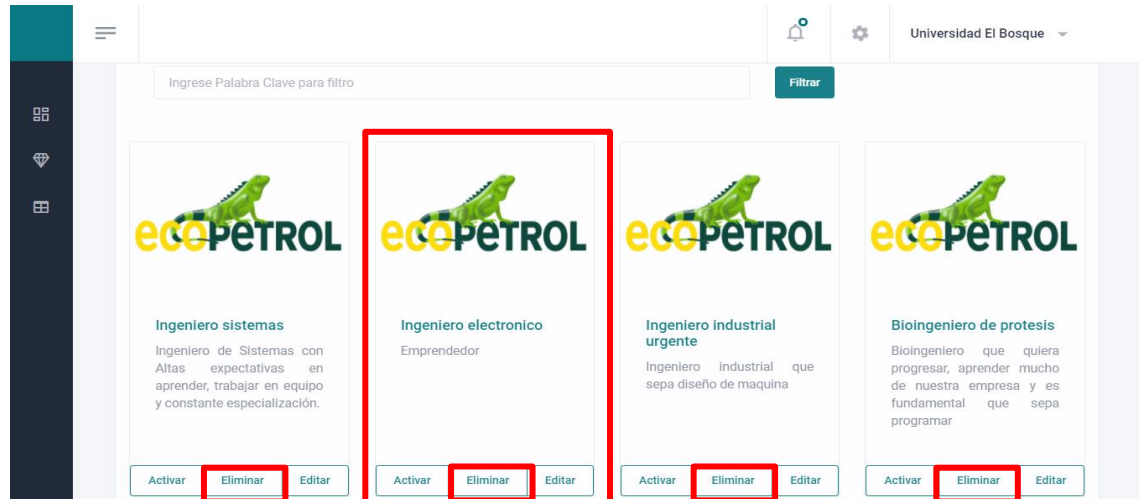 Universidad El Bosque
Ingrese Palabra Clave para filtro
Filtrar
ecoPeTROL
Ingeniero sistemas
Ingeniero de Sistemas con
Altas expectativas en
aprender, trabajar en equipo
y constante especialización.
Activar Eliminar Editar
ecoPeTROL
Ingeniero electronico
Emprendedor
Activar Eliminar Editar
ecoPeTROL
Ingeniero industrial
urgente
Ingeniero industrial que
sepa diseño de maquina
Activar Eliminar Editar
ecoPeTROL
Bioingeniero de protesis
Bioingeniero que quiera
progresar, aprender mucho
de nuestra empresa y es
fundamental que sepa
programar
Activar Eliminar Editar